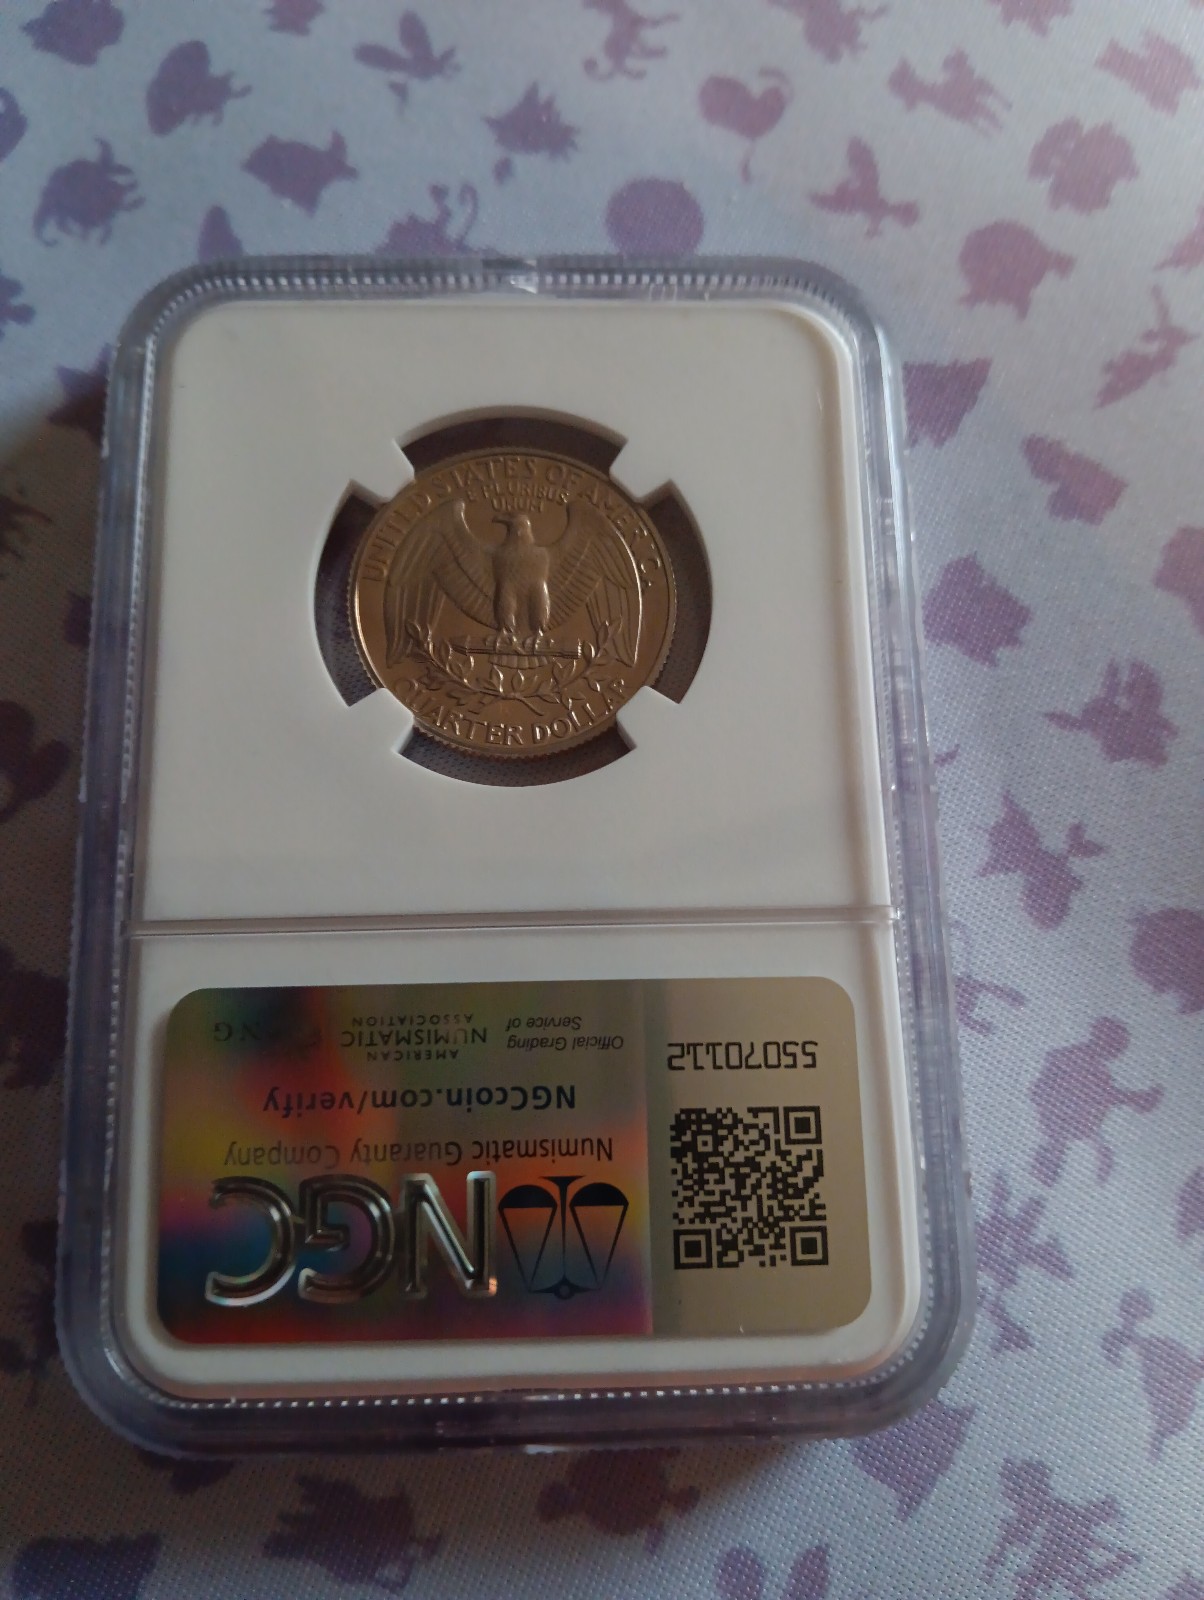 UNITED STATES OF AMERICA
E PLURIBUS
UNUM
QUARTER DOLLAR
NGC
Numismatic Guaranty Company
NGCcoin.com/verify
Official Grading
Service of
AMERICAN
NUMISMATIC
ASSOCIATION
55070112